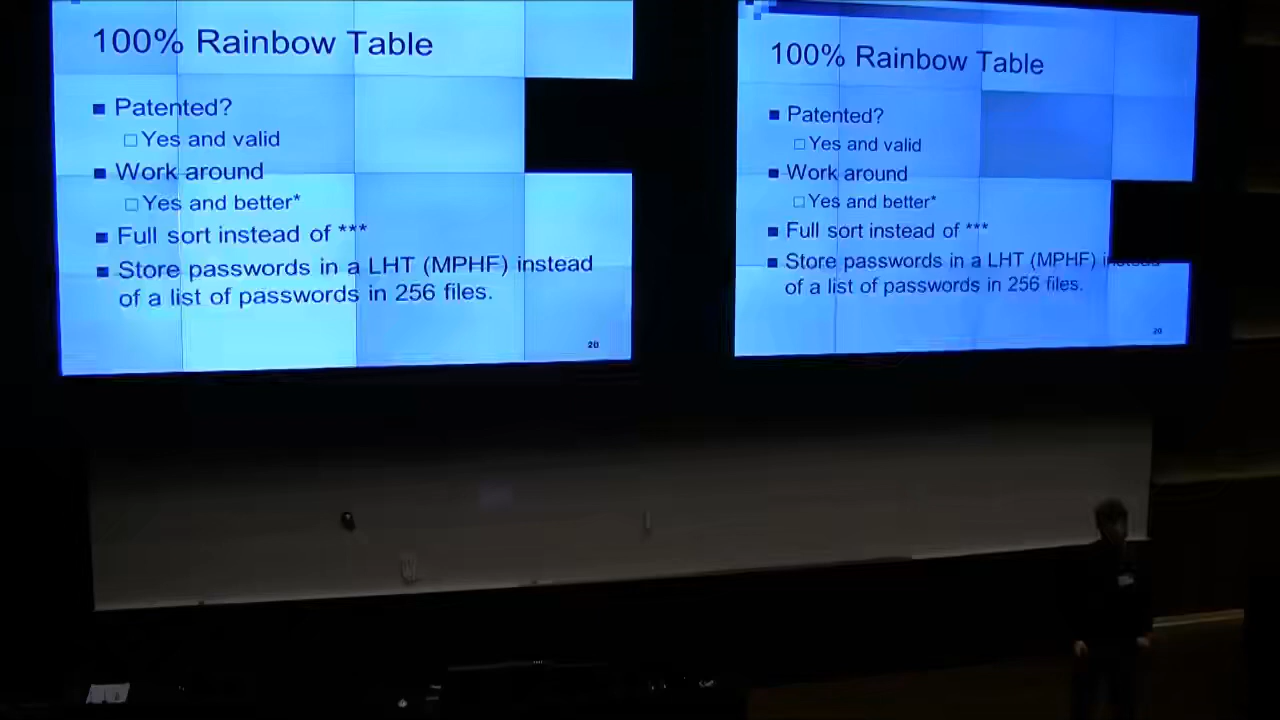 100% Rainbow Table
Patented?
Yes and valid
Work around
Yes and better*
Full sort instead of ***
Store passwords in a LHT (MPHF) instead
of a list of passwords in 256 files.
20
100% Rainbow Table
Patented?
Yes and valid
Work around
Yes and better*
Full sort instead of ***
Store passwords in a LHT (MPHF) instead
of a list of passwords in 256 files.
20